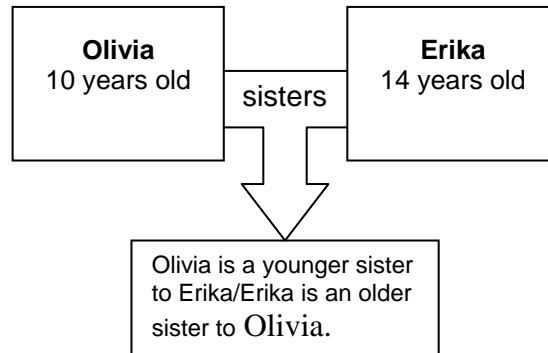 Olivia
10 years old
Erika
14 years old
sisters
Olivia is a younger sister
to Erika/Erika is an older
sister to Olivia.